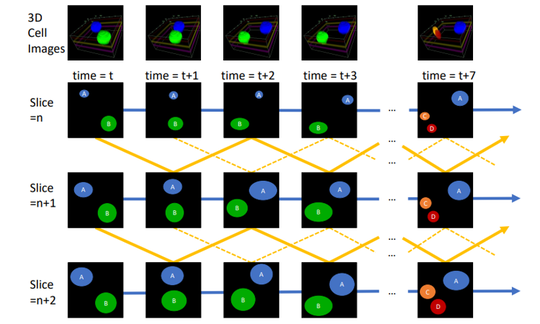 3D
Cell
Images
time = t time = t+1 time = t+2 time = t+3 time = t+7
Slice
=n
A A A A ... A
B B B B C
D
...
...
Slice
=n+1
A A A A ... A
B B B B C
D
...
...
Slice
=n+2
A A A A ... A
B B B B C
D